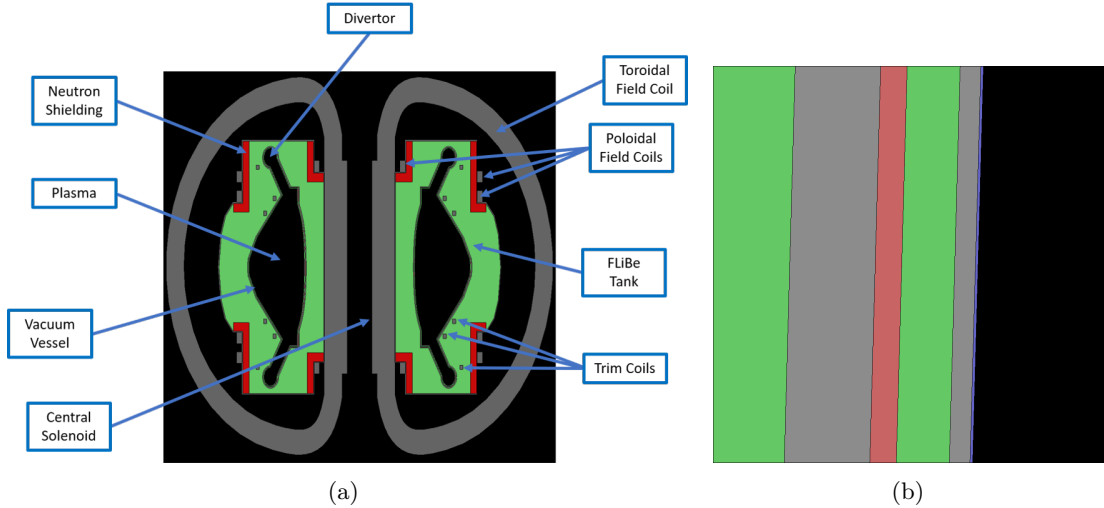 Divertor
Neutron
Shielding
Toroidal
Field Coil
Poloidal
Field Coils
Plasma
FLiBe
Tank
Vacuum
Vessel
Trim Coils
Central
Solenoid
(a)
(b)